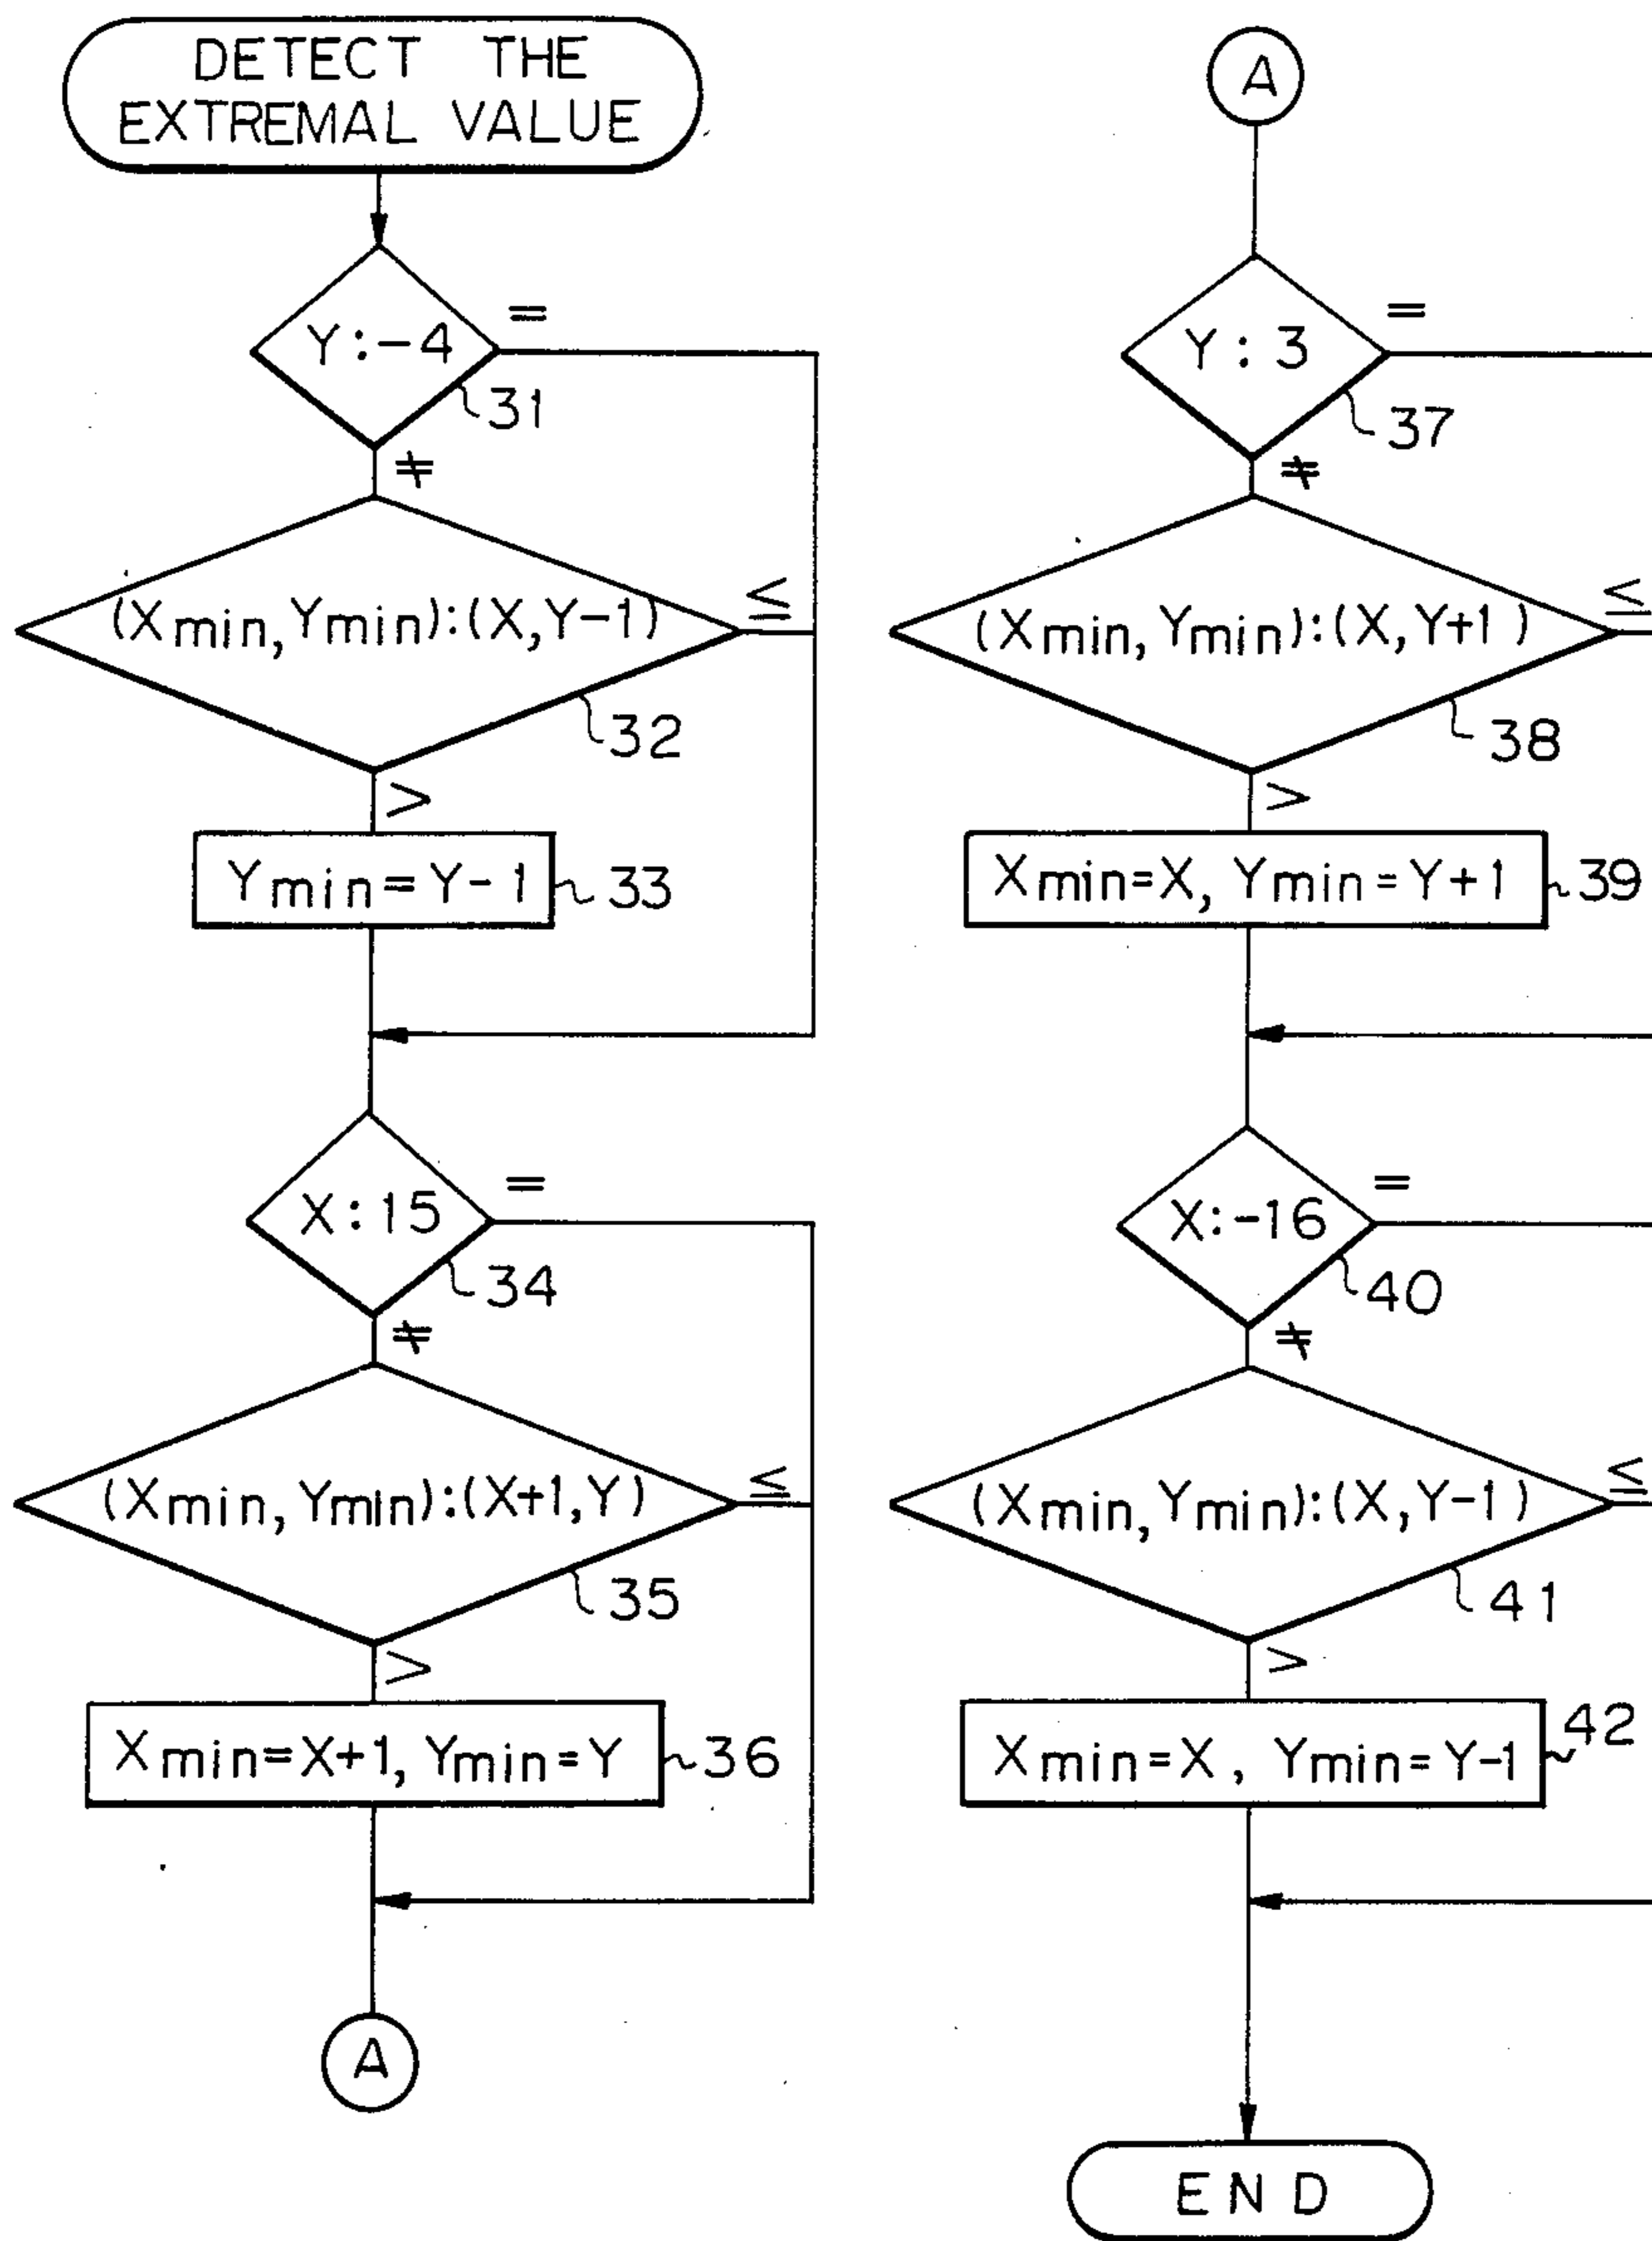 DETECT THE
EXTREMAL VALUE
Y:-4
=
31
≠
(Xmin, Ymin):(X, Y-1)
≤
32
>
Ymin = Y-1
33
X:15
=
34
≠
(Xmin, Ymin):(X+1, Y)
≤
35
>
Xmin=X+1, Ymin=Y
36
A
A
Y:3
=
37
≠
(Xmin, Ymin):(X, Y+1)
≤
38
>
Xmin=X, Ymin=Y+1
39
X:-16
=
40
≠
(Xmin, Ymin):(X, Y-1)
≤
41
>
Xmin=X, Ymin=Y-1
42
END